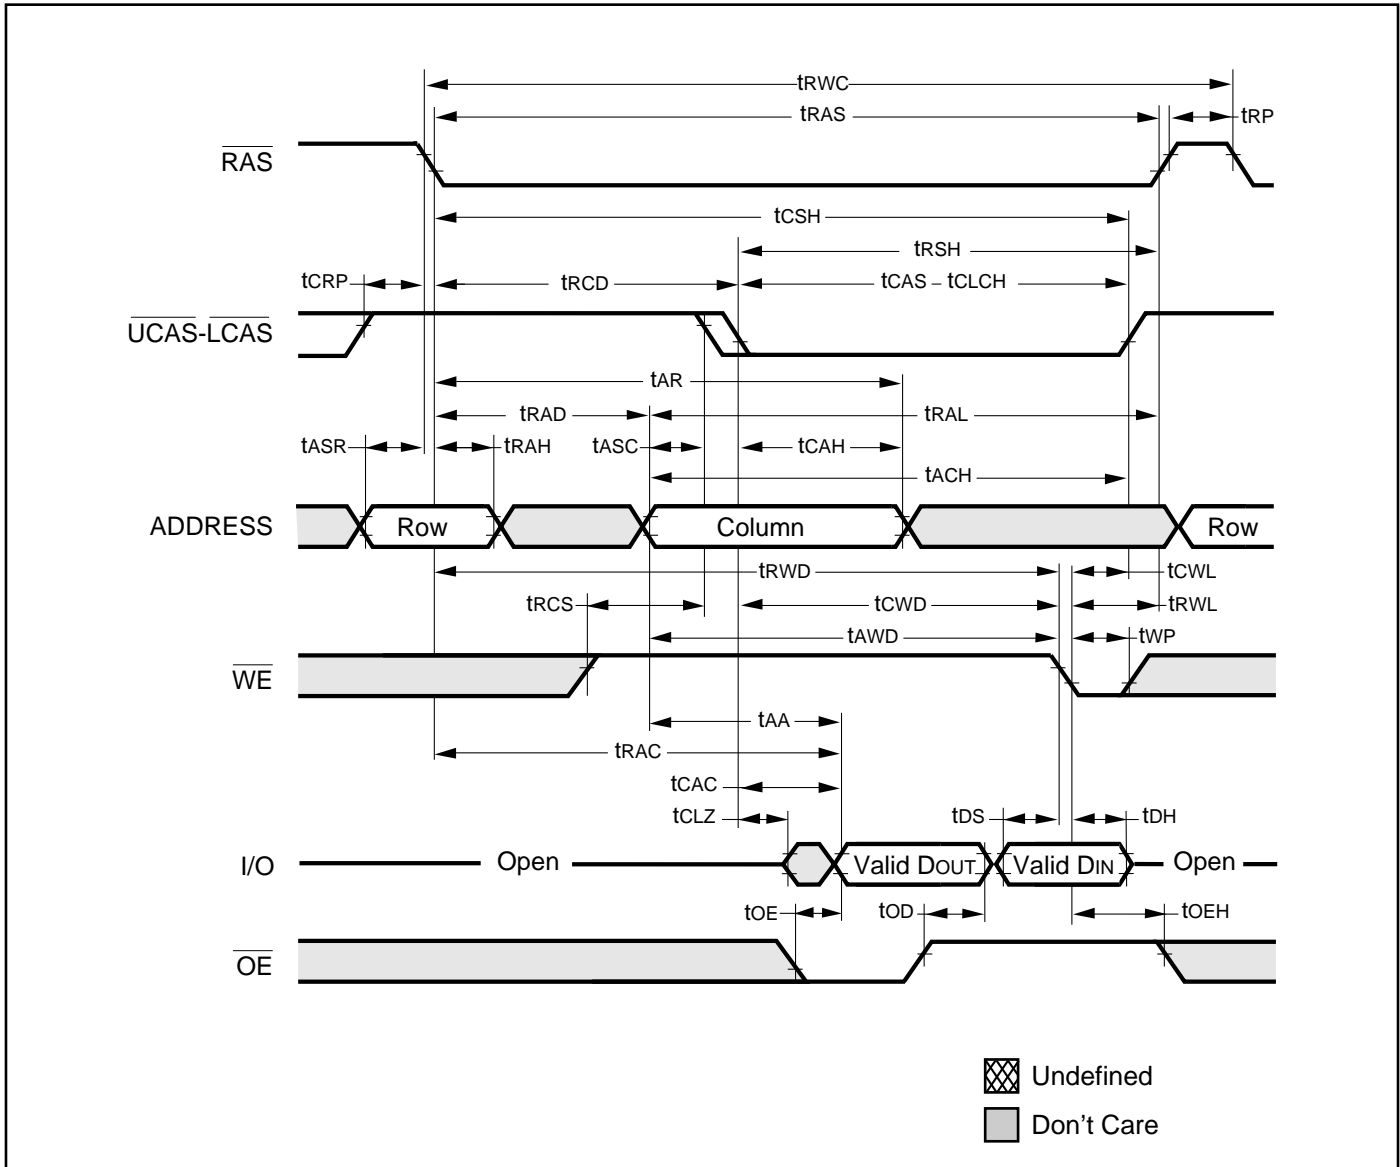 tRWC
tRAS
tRP
RAS
tCSH
tRSH
tCRP
tRCD
tCAS – tCLCH
UCAS-LCAS
tAR
tRAD
tRAL
tASR
tRAH
tASC
tCAH
tACH
ADDRESS
Row
Column
Row
tRWD
tCWL
tRCS
tCWD
tRWL
tAWD
tWP
WE
tAA
tRAC
tCAC
tCLZ
tDS
tDH
I/O
Open
Valid DOUT
Valid DIN
Open
tOE
tOD
tOEH
OE
Undefined
Don't Care